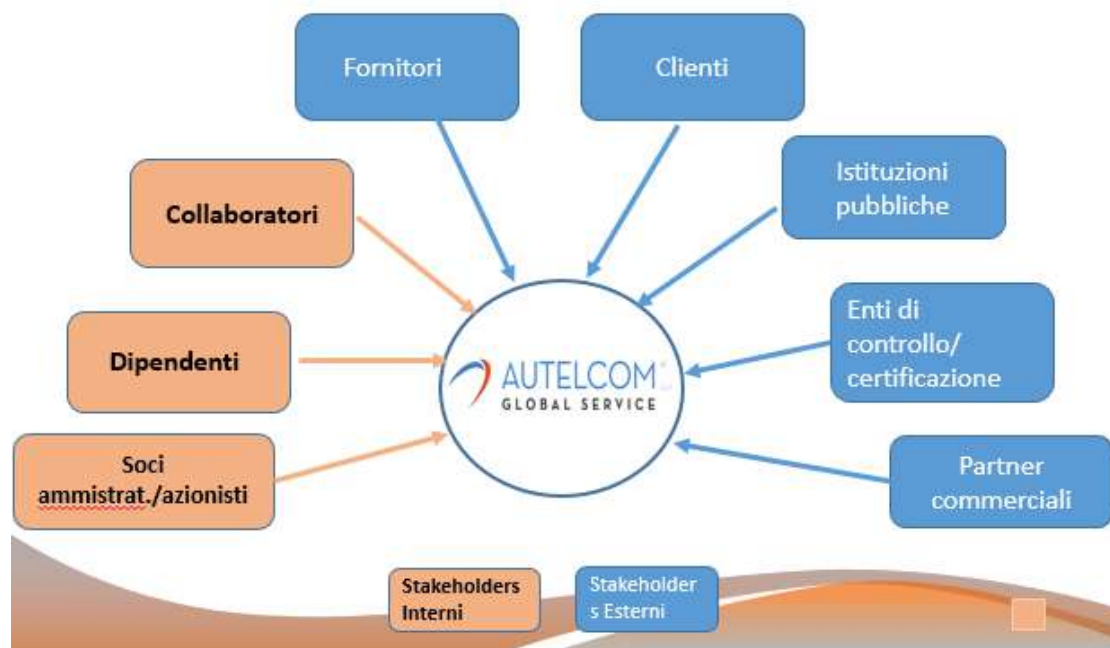 Fornitori
Clienti
Collaboratori
Istituzioni
pubbliche
Dipendenti
Enti di
controllo/
certificazione
AUTELCOM
GLOBAL SERVICE
Soci
ammistrat./azionisti
Partner
commerciali
Stakeholders
Interni
Stakeholder
s Esterni